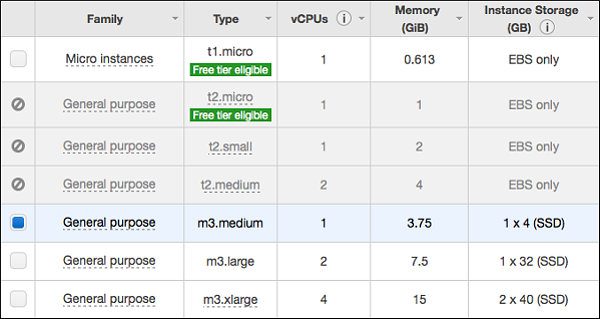 Family Type vCPUs i Memory (GiB) Instance Storage (GB) i
Micro instances t1.micro Free tier eligible 1 0.613 EBS only
General purpose t2.micro Free tier eligible 1 1 EBS only
General purpose t2.small 1 2 EBS only
General purpose t2.medium 2 4 EBS only
General purpose m3.medium 1 3.75 1 x 4 (SSD)
General purpose m3.large 2 7.5 1 x 32 (SSD)
General purpose m3.xlarge 4 15 2 x 40 (SSD)